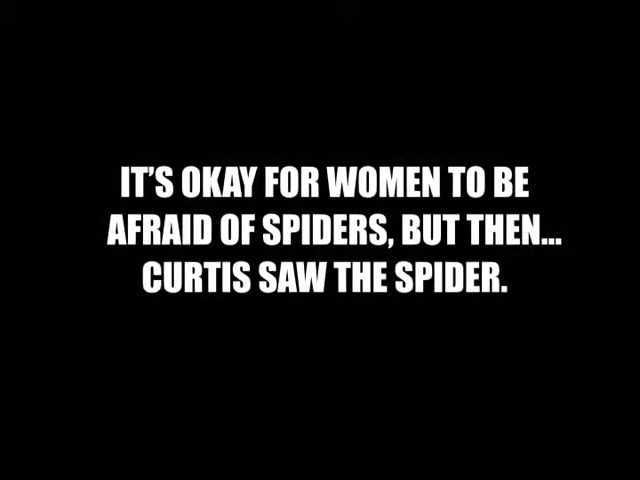 IT'S OKAY FOR WOMEN TO BE
AFRAID OF SPIDERS, BUT THEN...
CURTIS SAW THE SPIDER.